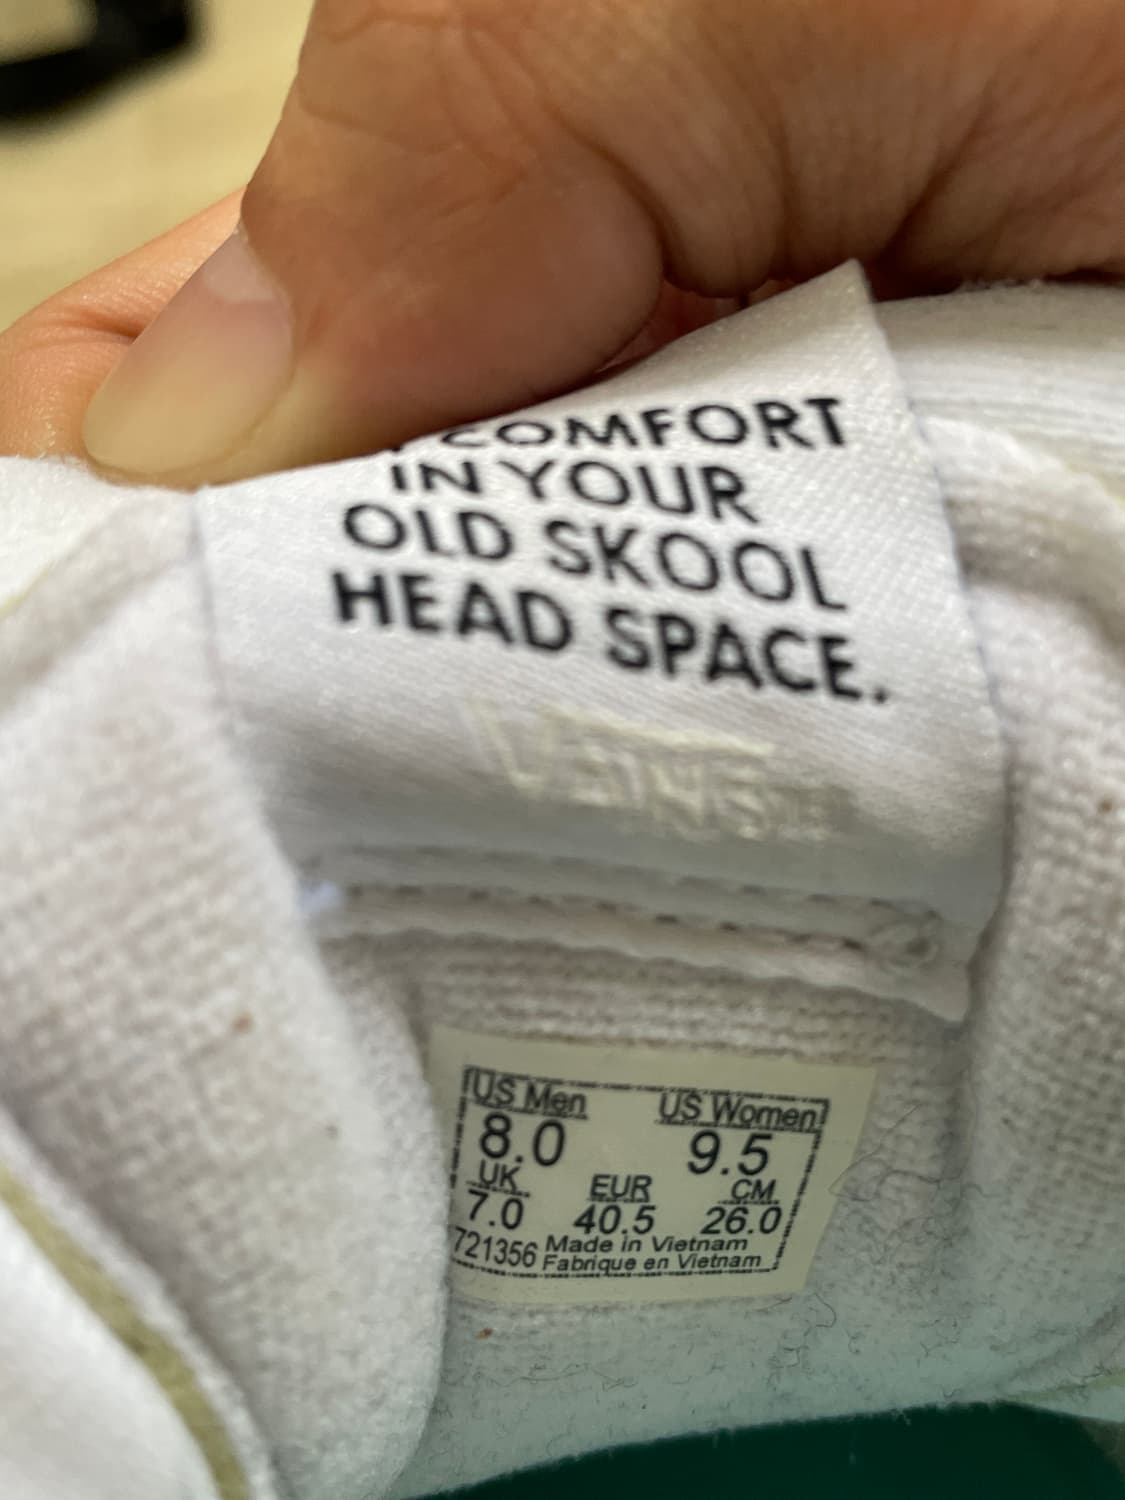 COMFORT
IN YOUR
OLD SKOOL
HEAD SPACE.
VANS
US Men US Women
8.0 9.5
UK EUR CM
7.0 40.5 26.0
721356 Made in Vietnam
Fabrique en Vietnam